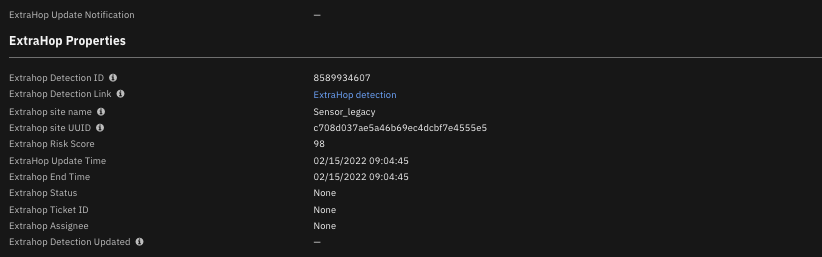 ExtraHop Update Notification —
ExtraHop Properties
Extrahop Detection ID 8589934607
Extrahop Detection Link ExtraHop detection
Extrahop site name Sensor_legacy
Extrahop site UUID c708d037ae5a46b69ec4dcbf7e4555e5
Extrahop Risk Score 98
ExtraHop Update Time 02/15/2022 09:04:45
Extrahop End Time 02/15/2022 09:04:45
Extrahop Status None
Extrahop Ticket ID None
Extrahop Assignee None
Extrahop Detection Updated —